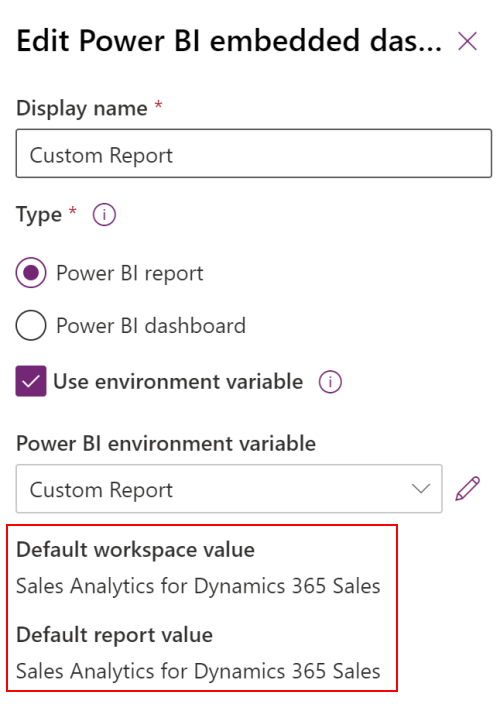 Edit Power BI embedded das...
Display name *
Custom Report
Type *
Power BI report
Power BI dashboard
Use environment variable
Power BI environment variable
Custom Report
Default workspace value
Sales Analytics for Dynamics 365 Sales
Default report value
Sales Analytics for Dynamics 365 Sales